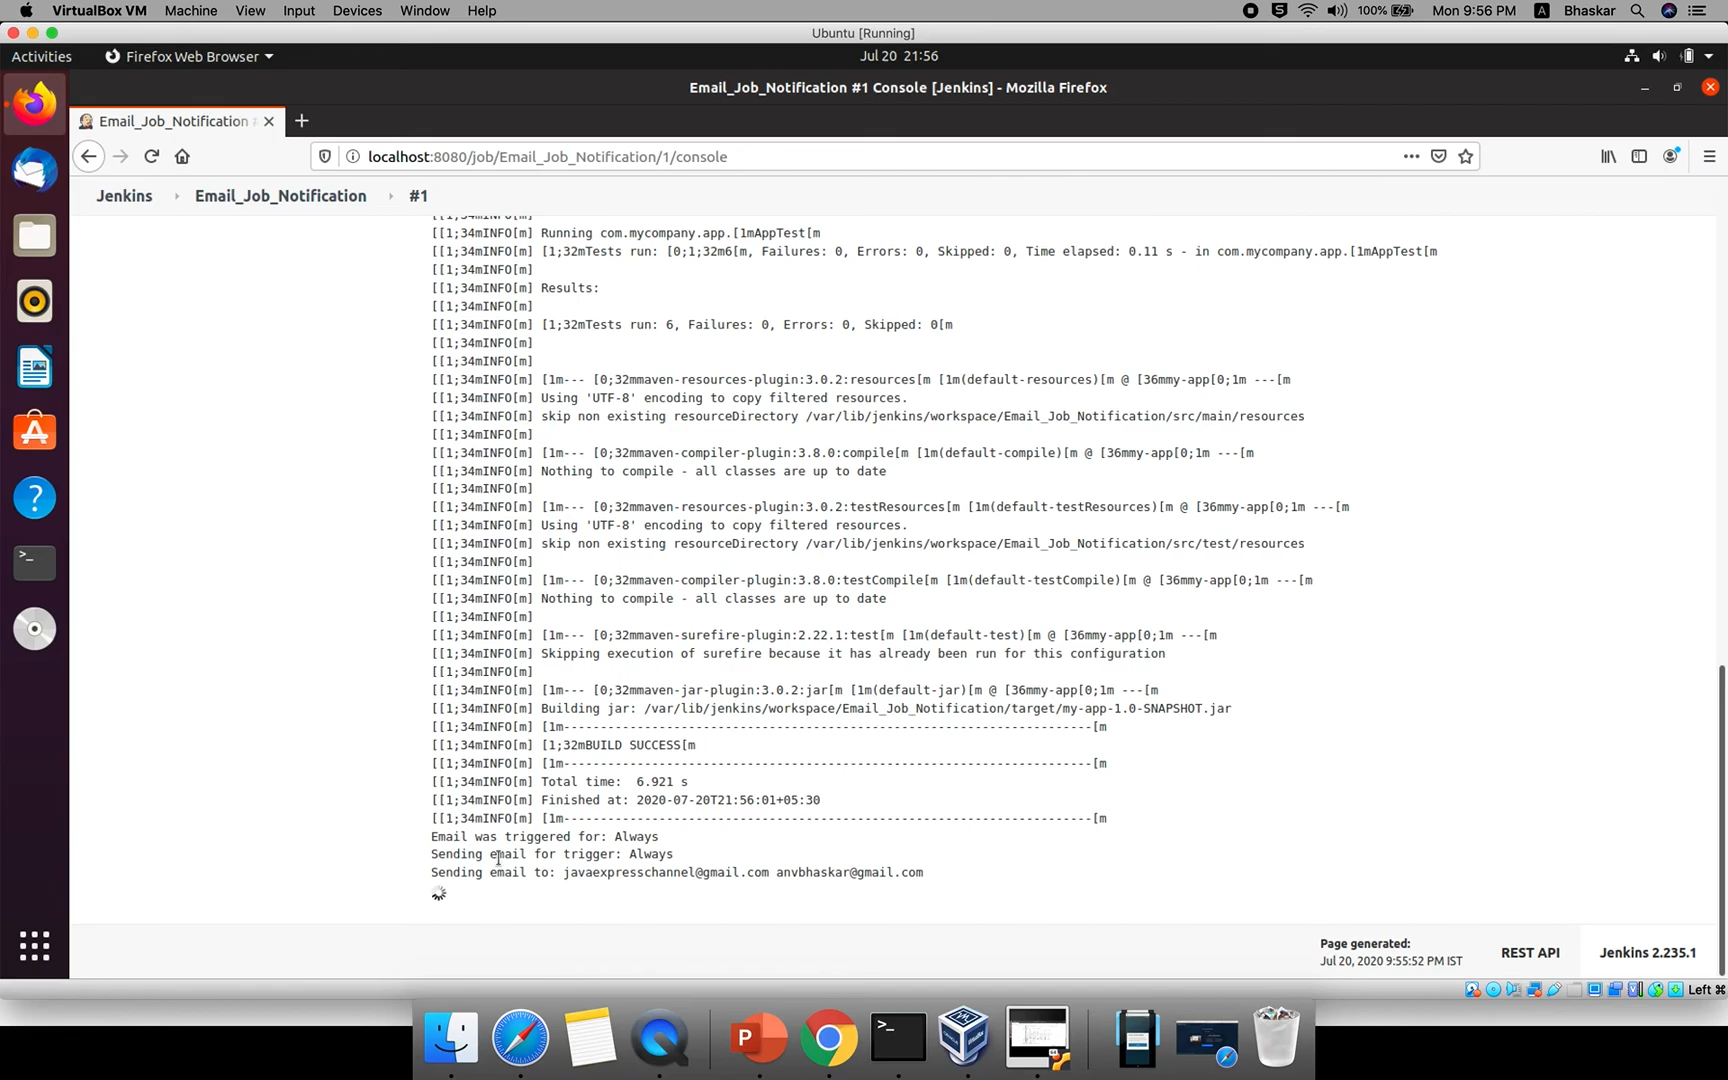 VirtualBox VM Machine View Input Devices Window Help 100% Mon 9:56 PM A Bhaskar
Ubuntu [Running]
Activities Firefox Web Browser Jul 20 21:56
Email_Job_Notification #1 Console [Jenkins] - Mozilla Firefox
Email_Job_Notification
localhost:8080/job/Email_Job_Notification/1/console
Jenkins Email_Job_Notification #1
[[1;34mINFO[m]
[[1;34mINFO[m] Running com.mycompany.app.[1mAppTest[m
[[1;34mINFO[m] [1;32mTests run: [0;1;32m6[m, Failures: 0, Errors: 0, Skipped: 0, Time elapsed: 0.11 s - in com.mycompany.app.[1mAppTest[m
[[1;34mINFO[m]
[[1;34mINFO[m] Results:
[[1;34mINFO[m]
[[1;34mINFO[m] [1;32mTests run: 6, Failures: 0, Errors: 0, Skipped: 0[m
[[1;34mINFO[m]
[[1;34mINFO[m]
[[1;34mINFO[m] [1m--- [0;32mmaven-resources-plugin:3.0.2:resources[m [1m(default-resources)[m @ [36mmy-app[0;1m ---[m
[[1;34mINFO[m] Using 'UTF-8' encoding to copy filtered resources.
[[1;34mINFO[m] skip non existing resourceDirectory /var/lib/jenkins/workspace/Email_Job_Notification/src/main/resources
[[1;34mINFO[m]
[[1;34mINFO[m] [1m--- [0;32mmaven-compiler-plugin:3.8.0:compile[m [1m(default-compile)[m @ [36mmy-app[0;1m ---[m
[[1;34mINFO[m] Nothing to compile - all classes are up to date
[[1;34mINFO[m]
[[1;34mINFO[m] [1m--- [0;32mmaven-resources-plugin:3.0.2:testResources[m [1m(default-testResources)[m @ [36mmy-app[0;1m ---[m
[[1;34mINFO[m] Using 'UTF-8' encoding to copy filtered resources.
[[1;34mINFO[m] skip non existing resourceDirectory /var/lib/jenkins/workspace/Email_Job_Notification/src/test/resources
[[1;34mINFO[m]
[[1;34mINFO[m] [1m--- [0;32mmaven-compiler-plugin:3.8.0:testCompile[m [1m(default-testCompile)[m @ [36mmy-app[0;1m ---[m
[[1;34mINFO[m] Nothing to compile - all classes are up to date
[[1;34mINFO[m]
[[1;34mINFO[m] [1m--- [0;32mmaven-surefire-plugin:2.22.1:test[m [1m(default-test)[m @ [36mmy-app[0;1m ---[m
[[1;34mINFO[m] Skipping execution of surefire because it has already been run for this configuration
[[1;34mINFO[m]
[[1;34mINFO[m] [1m--- [0;32mmaven-jar-plugin:3.0.2:jar[m [1m(default-jar)[m @ [36mmy-app[0;1m ---[m
[[1;34mINFO[m] Building jar: /var/lib/jenkins/workspace/Email_Job_Notification/target/my-app-1.0-SNAPSHOT.jar
[[1;34mINFO[m] [1m------------------------------------------------------------------------[m
[[1;34mINFO[m] [1;32mBUILD SUCCESS[m
[[1;34mINFO[m] [1m------------------------------------------------------------------------[m
[[1;34mINFO[m] Total time:  6.921 s
[[1;34mINFO[m] Finished at: 2020-07-20T21:56:01+05:30
[[1;34mINFO[m] [1m------------------------------------------------------------------------[m
Email was triggered for: Always
Sending email for trigger: Always
Sending email to: javaexpresschannel@gmail.com anvbhaskar@gmail.com
Page generated:
Jul 20, 2020 9:55:52 PM IST REST API Jenkins 2.235.1
Left ⌘